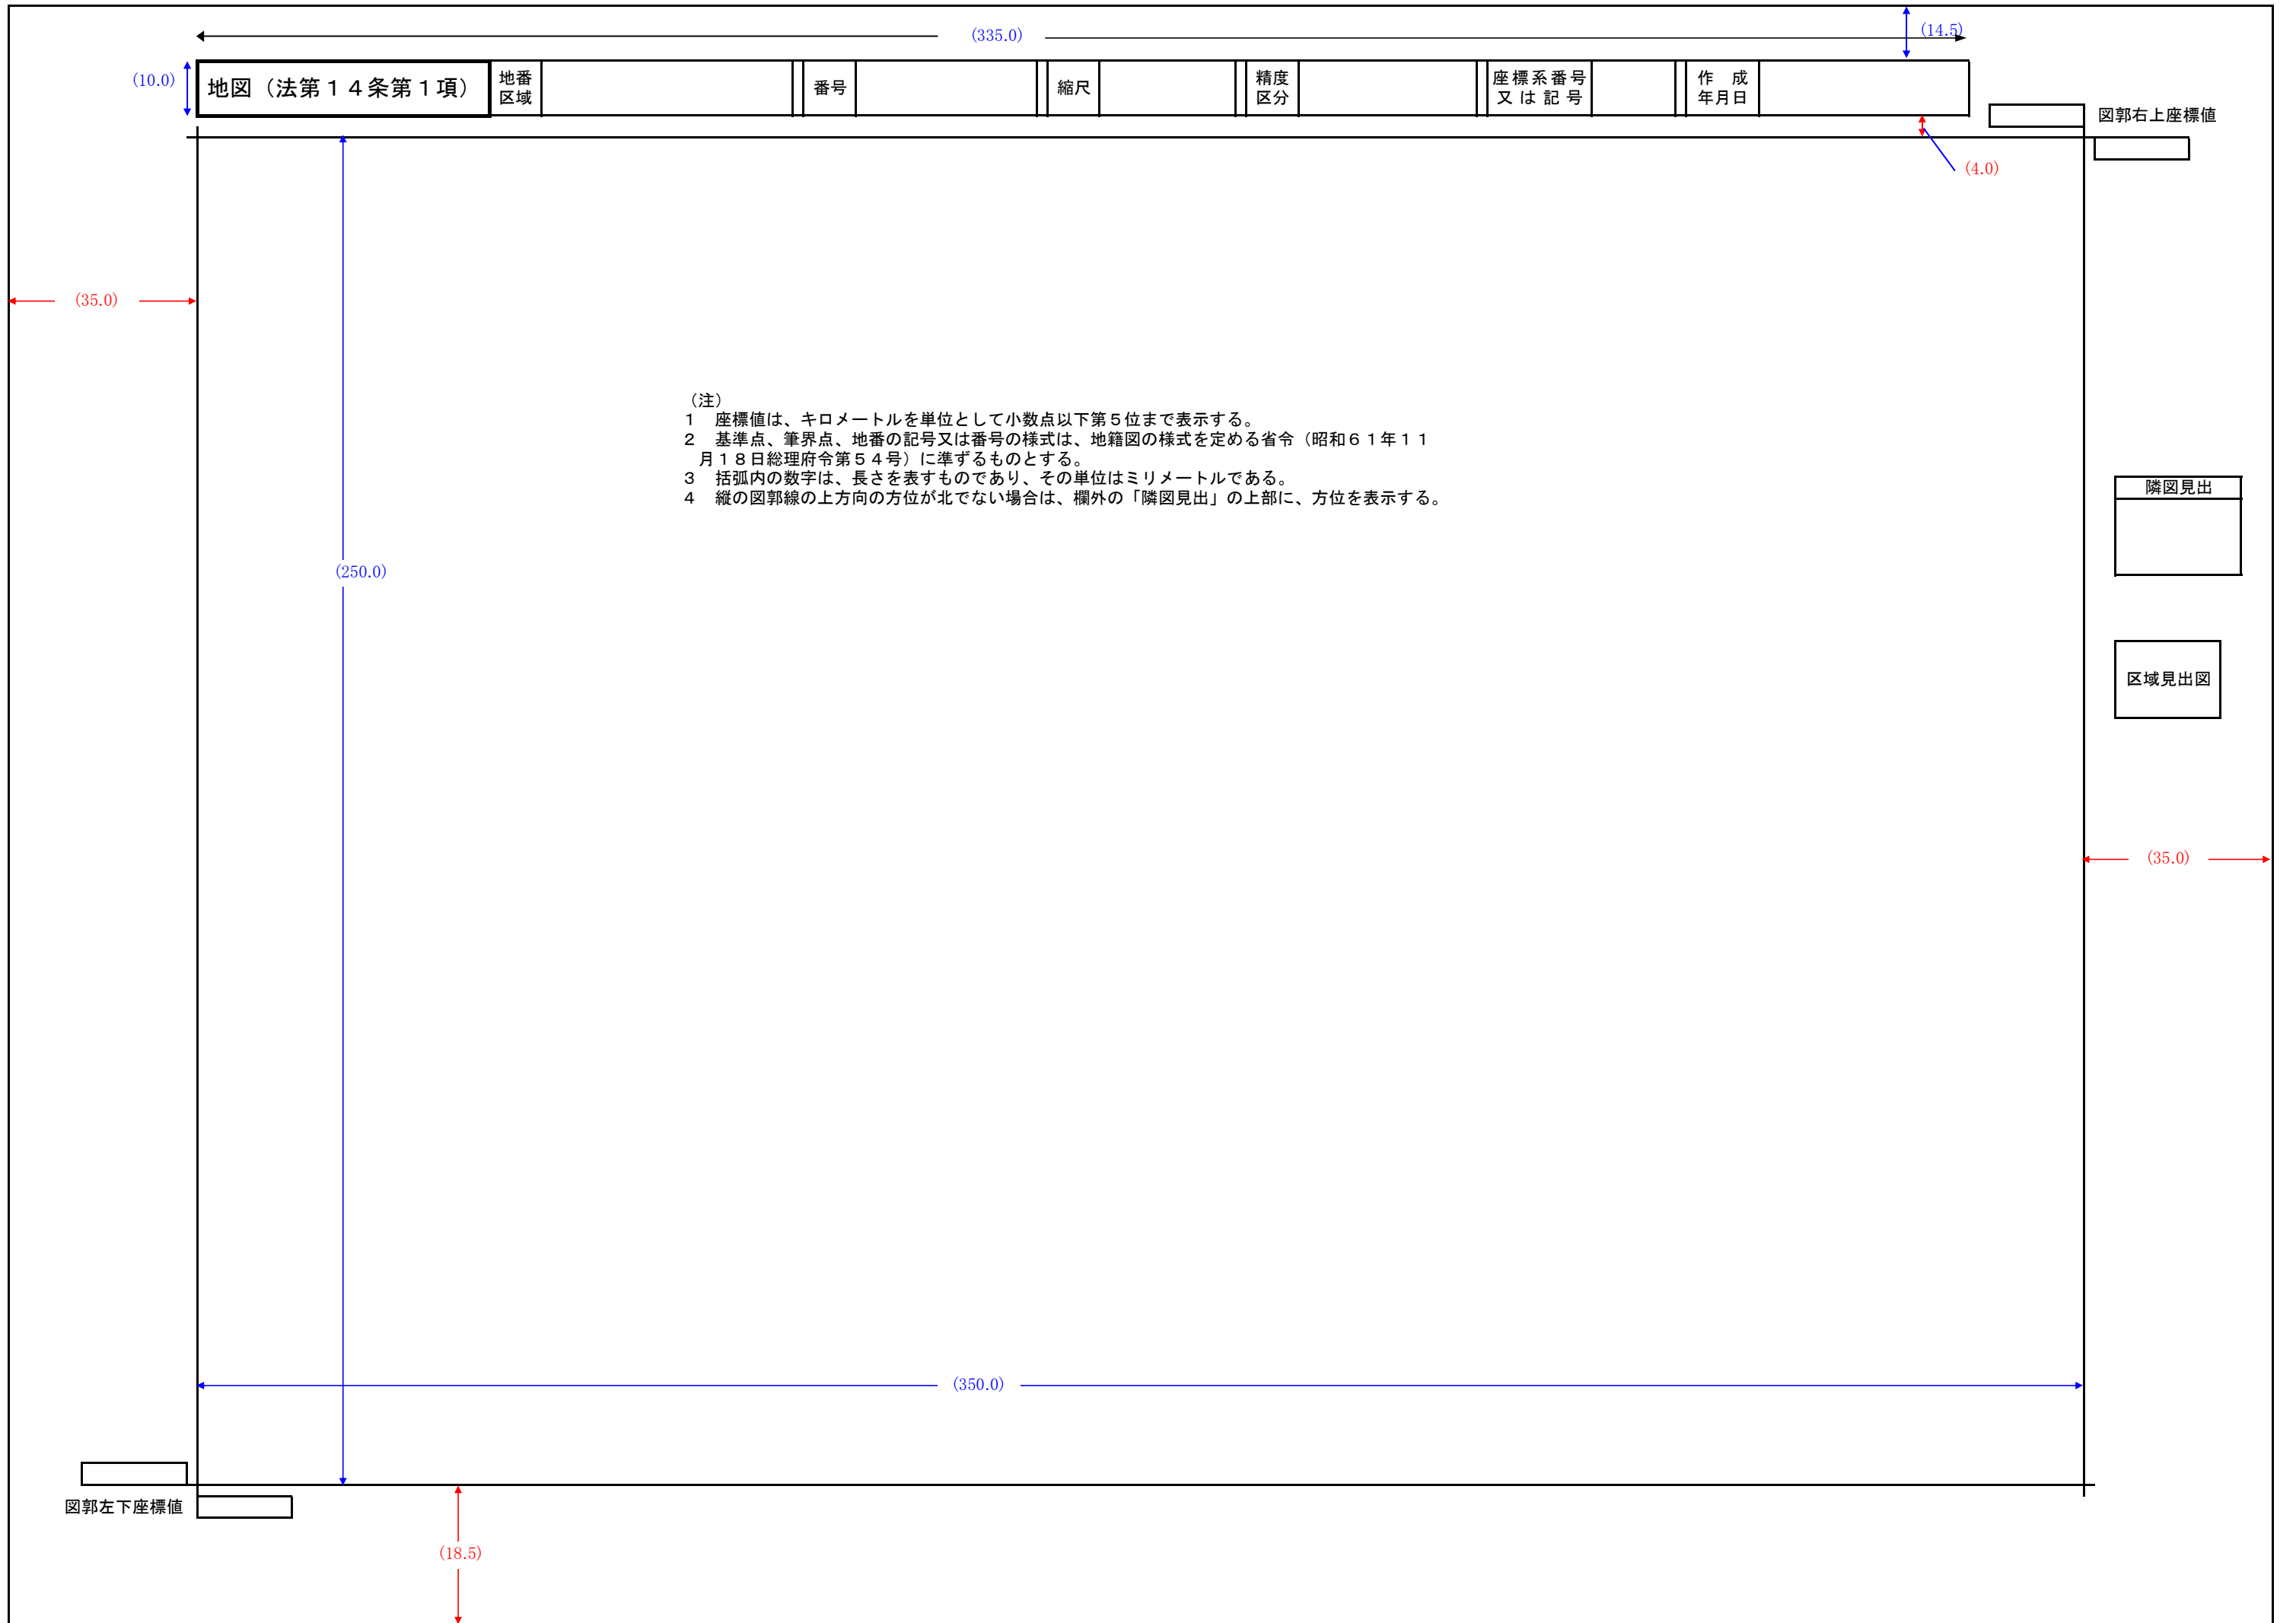 (335.0)
(14.5)
(10.0)
地図（法第１４条第１項）
地番
区域
番号
縮尺
精度
区分
座標系番号
又は記号
作　成
年月日
図郭右上座標値
(4.0)
(35.0)
（注）
１　座標値は、キロメートルを単位として小数点以下第５位まで表示する。
２　基準点、筆界点、地番の記号又は番号の様式は、地籍図の様式を定める省令（昭和６１年１１
月１８日総理府令第５４号）に準ずるものとする。
３　括弧内の数字は、長さを表すものであり、その単位はミリメートルである。
４　縦の図郭線の上方向の方位が北でない場合は、欄外の「隣図見出」の上部に、方位を表示する。
隣図見出
(250.0)
区域見出図
(35.0)
(350.0)
図郭左下座標値
(18.5)